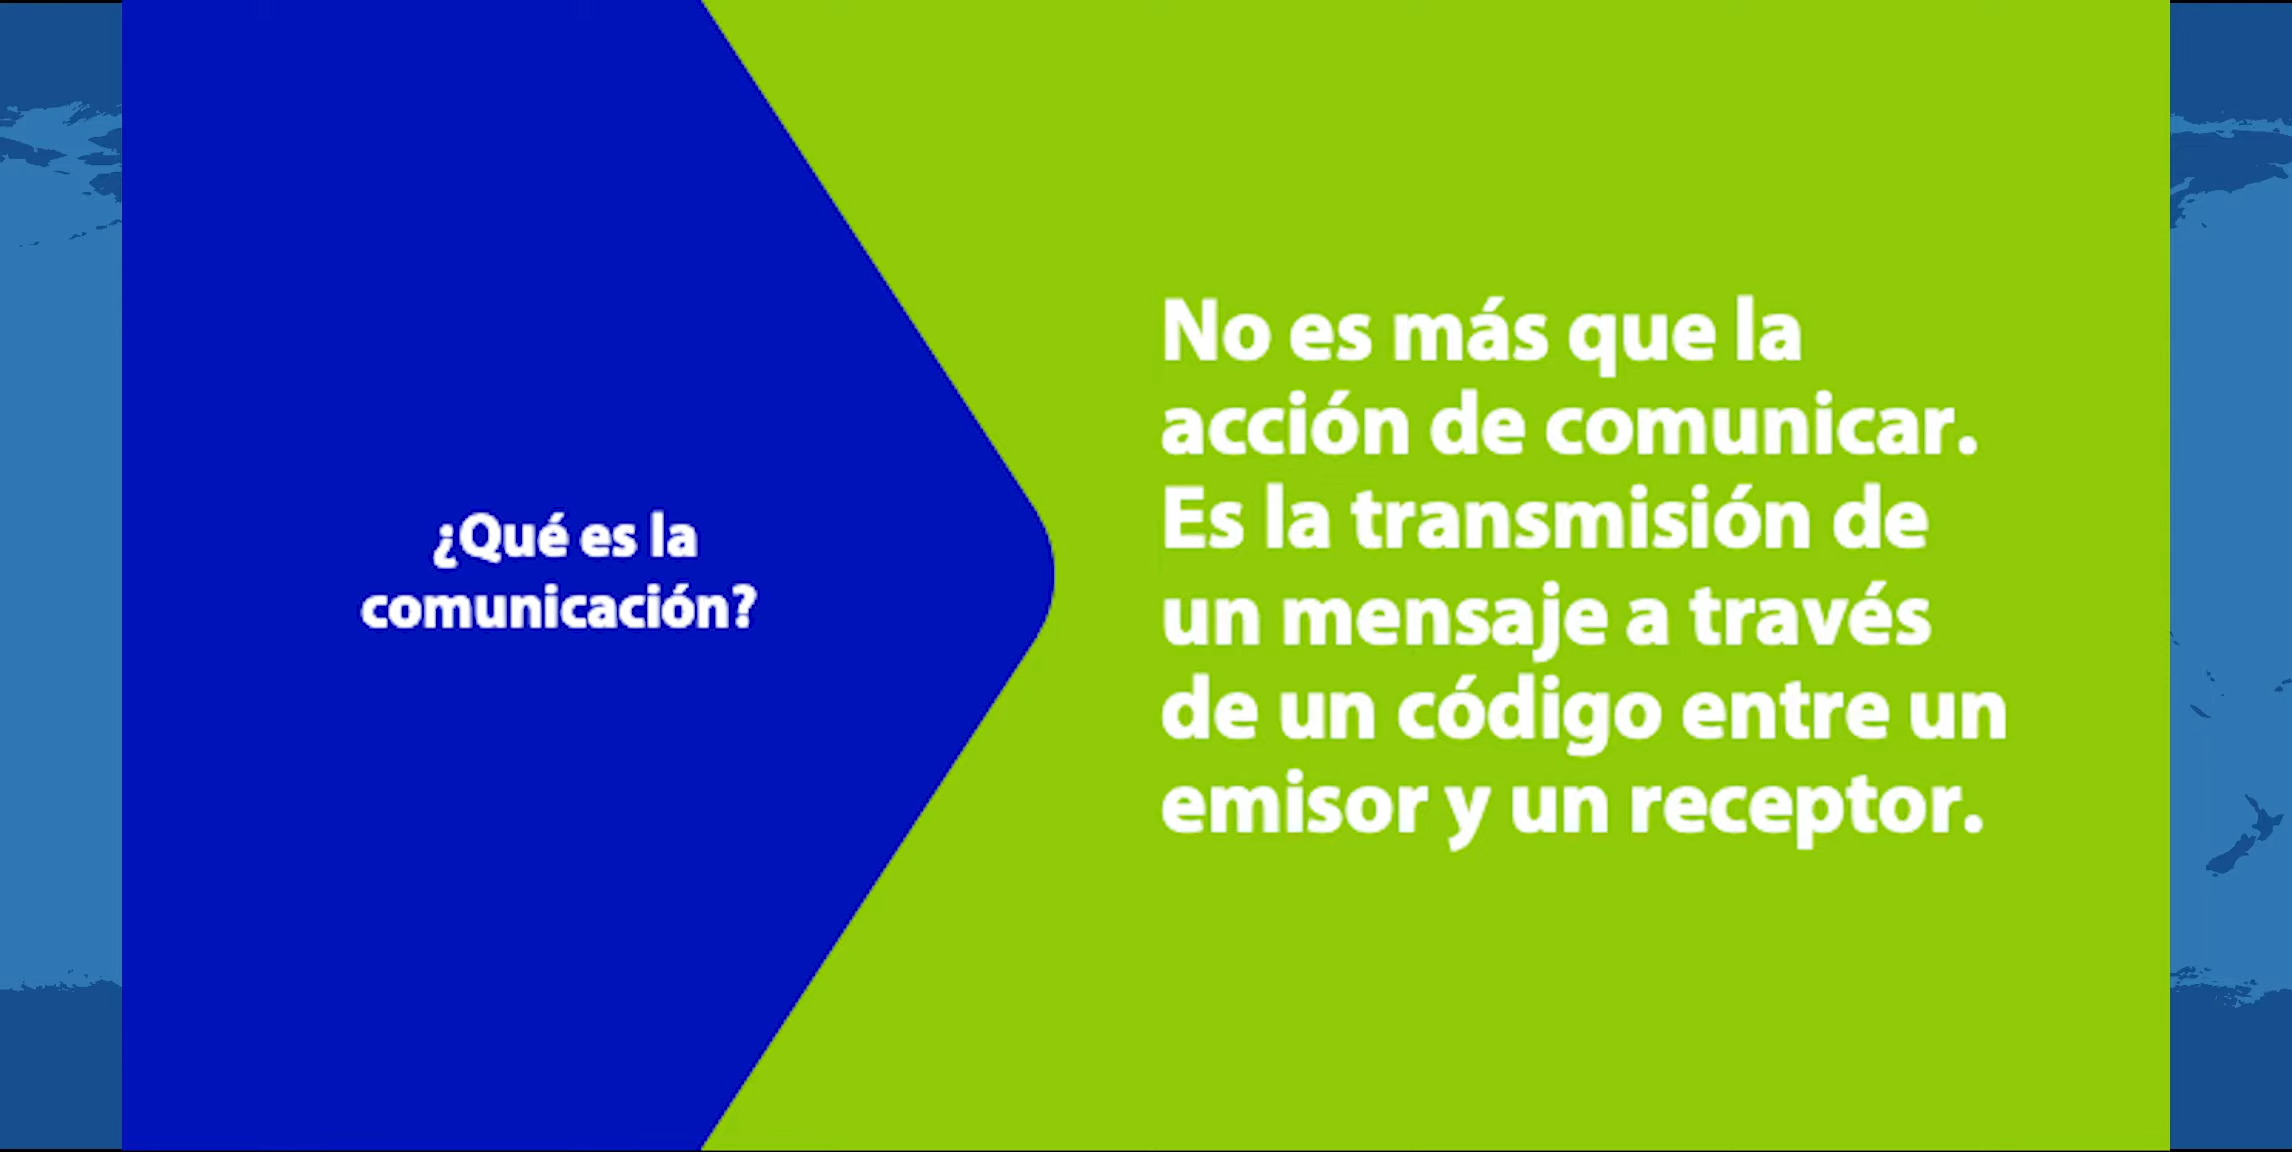 ¿Qué es la
comunicación?
No es más que la
acción de comunicar.
Es la transmisión de
un mensaje a través
de un código entre un
emisor y un receptor.